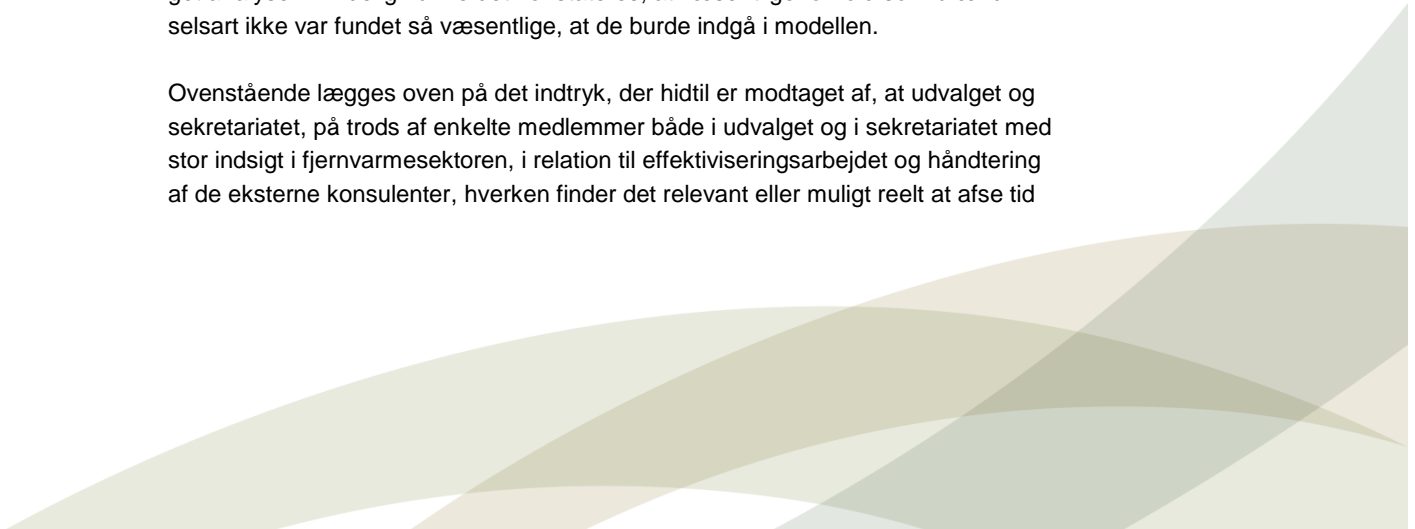 selsart ikke var fundet så væsentlige, at de burde indgå i modellen.
Ovenstående lægges oven på det indtryk, der hidtil er modtaget af, at udvalget og
sekretariatet, på trods af enkelte medlemmer både i udvalget og i sekretariatet med
stor indsigt i fjernvarmesektoren, i relation til effektiviseringsarbejdet og håndtering
af de eksterne konsulenter, hverken finder det relevant eller muligt reelt at afse tid